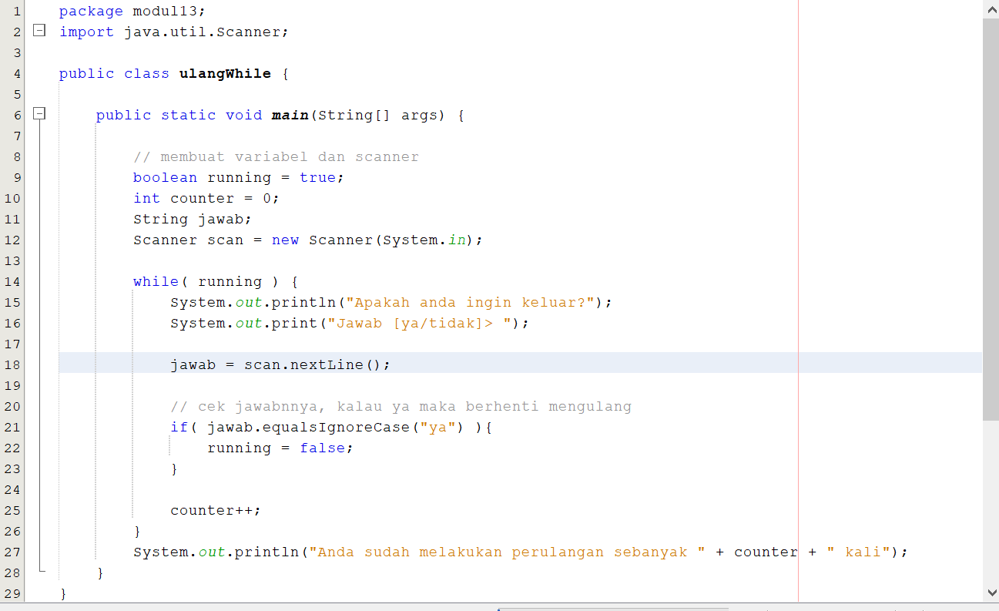 1 package modul13;
2 import java.util.Scanner;
3
4 public class ulangWhile {
5
6 public static void main(String[] args) {
7
8 // membuat variabel dan scanner
9 boolean running = true;
10 int counter = 0;
11 String jawab;
12 Scanner scan = new Scanner(System.in);
13
14 while( running ) {
15 System.out.println("Apakah anda ingin keluar?");
16 System.out.print("Jawab [ya/tidak]> ");
17
18 jawab = scan.nextLine();
19
20 // cek jawabnnya, kalau ya maka berhenti mengulang
21 if( jawab.equalsIgnoreCase("ya") ){
22 running = false;
23 }
24
25 counter++;
26 }
27 System.out.println("Anda sudah melakukan perulangan sebanyak " + counter + " kali");
28 }
29 }